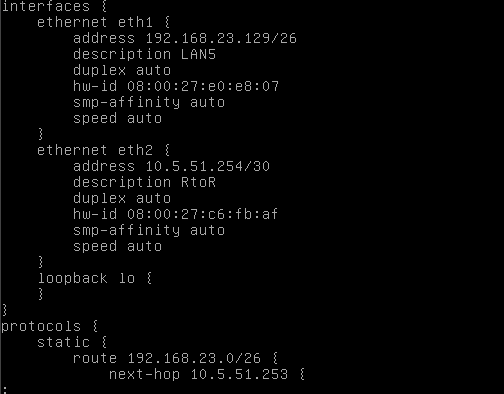 interfaces {
    ethernet eth1 {
        address 192.168.23.129/26
        description LAN5
        duplex auto
        hw-id 08:00:27:e0:e8:07
        smp-affinity auto
        speed auto
    }
    ethernet eth2 {
        address 10.5.51.254/30
        description RtoR
        duplex auto
        hw-id 08:00:27:c6:fb:af
        smp-affinity auto
        speed auto
    }
    loopback lo {
    }
}
protocols {
    static {
        route 192.168.23.0/26 {
            next-hop 10.5.51.253 {
: